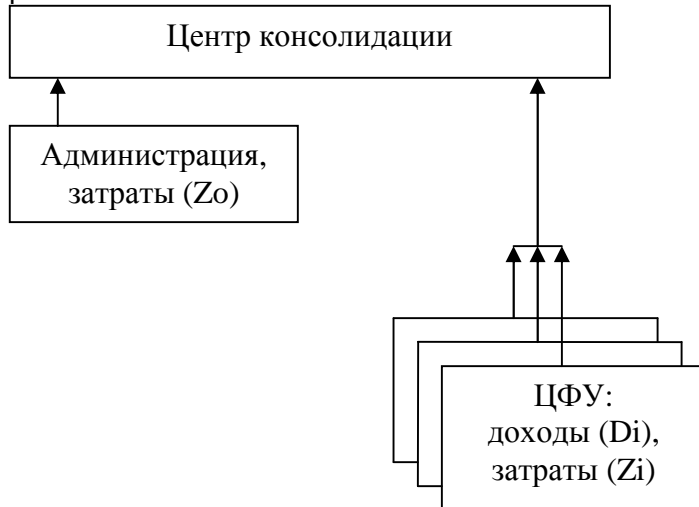 Центр консолидации
Администрация,
затраты (Zo)
ЦФУ:
доходы (Di),
затраты (Zi)